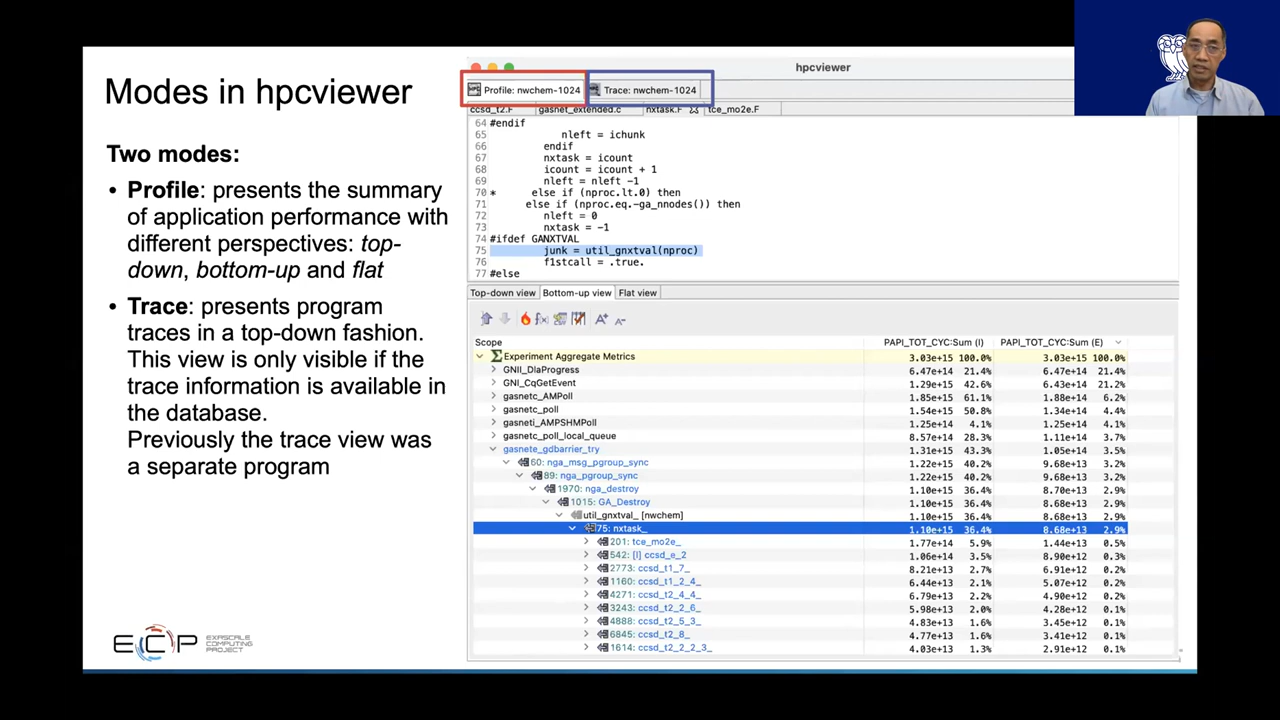 Modes in hpcviewer
Two modes:
• Profile: presents the summary
of application performance with
different perspectives: top-
down, bottom-up and flat
• Trace: presents program
traces in a top-down fashion.
This view is only visible if the
trace information is available in
the database.
Previously the trace view was
a separate program
ECP EXASCALE
COMPUTING
PROJECT
hpcviewer
Profile: nwchem-1024 Trace: nwchem-1024
ccsd_t2.F gasnet_extended.c nxtask.F tce_mo2e.F
64 #endif
65 nleft = ichunk
66 endif
67 nxtask = icount
68 icount = icount + 1
69 nleft = nleft -1
70 * else if (nproc.lt.0) then
71 else if (nproc.eq.-ga_nnodes()) then
72 nleft = 0
73 nxtask = -1
74 #ifdef GANXTVAL
75 junk = util_gnxtval(nproc)
76 f1stcall = .true.
77 #else
Top-down view Bottom-up view Flat view
Scope PAPI_TOT_CYC:Sum (I) PAPI_TOT_CYC:Sum (E)
Experiment Aggregate Metrics 3.03e+15 100.0% 3.03e+15 100.0%
GNII_DlaProgress 6.47e+14 21.4% 6.47e+14 21.4%
GNI_CqGetEvent 1.29e+15 42.6% 6.43e+14 21.2%
gasnetc_AMPoll 1.85e+15 61.1% 1.88e+14 6.2%
gasnetc_poll 1.54e+15 50.8% 1.34e+14 4.4%
gasneti_AMPSHMPoll 1.25e+14 4.1% 1.25e+14 4.1%
gasnetc_poll_local_queue 8.57e+14 28.3% 1.11e+14 3.7%
gasnete_gdbarrier_try 1.31e+15 43.3% 1.05e+14 3.5%
60: nga_msg_pgroup_sync 1.22e+15 40.2% 9.68e+13 3.2%
89: nga_pgroup_sync 1.22e+15 40.2% 9.68e+13 3.2%
1970: nga_destroy 1.10e+15 36.4% 8.70e+13 2.9%
1015: GA_Destroy 1.10e+15 36.4% 8.68e+13 2.9%
util_gnxtval_ [nwchem] 1.10e+15 36.4% 8.68e+13 2.9%
75: nxtask_ 1.10e+15 36.4% 8.68e+13 2.9%
201: tce_mo2e_ 1.77e+14 5.9% 1.44e+13 0.5%
542: [I] ccsd_e_2 1.06e+14 3.5% 8.90e+12 0.3%
2773: ccsd_t1_7_ 8.21e+13 2.7% 6.91e+12 0.2%
1160: ccsd_t1_2_4_ 6.44e+13 2.1% 5.07e+12 0.2%
4271: ccsd_t2_4_4_ 6.79e+13 2.2% 4.90e+12 0.2%
3243: ccsd_t2_2_6_ 5.98e+13 2.0% 4.28e+12 0.1%
4888: ccsd_t2_5_3_ 4.83e+13 1.6% 3.45e+12 0.1%
6845: ccsd_t2_8_ 4.77e+13 1.6% 3.41e+12 0.1%
1614: ccsd_t2_2_2_3_ 4.03e+13 1.3% 2.91e+12 0.1%